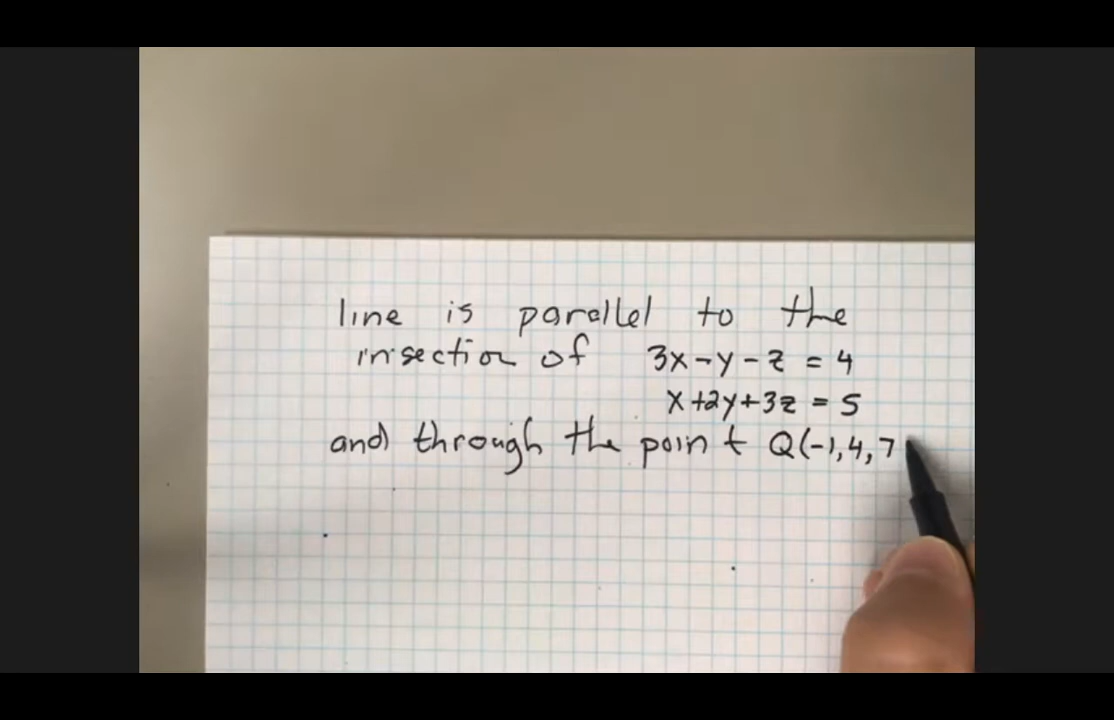 line is parallel to the
insection of 3x-y-z = 4
x+2y+3z = 5
and through the point Q(-1,4,7